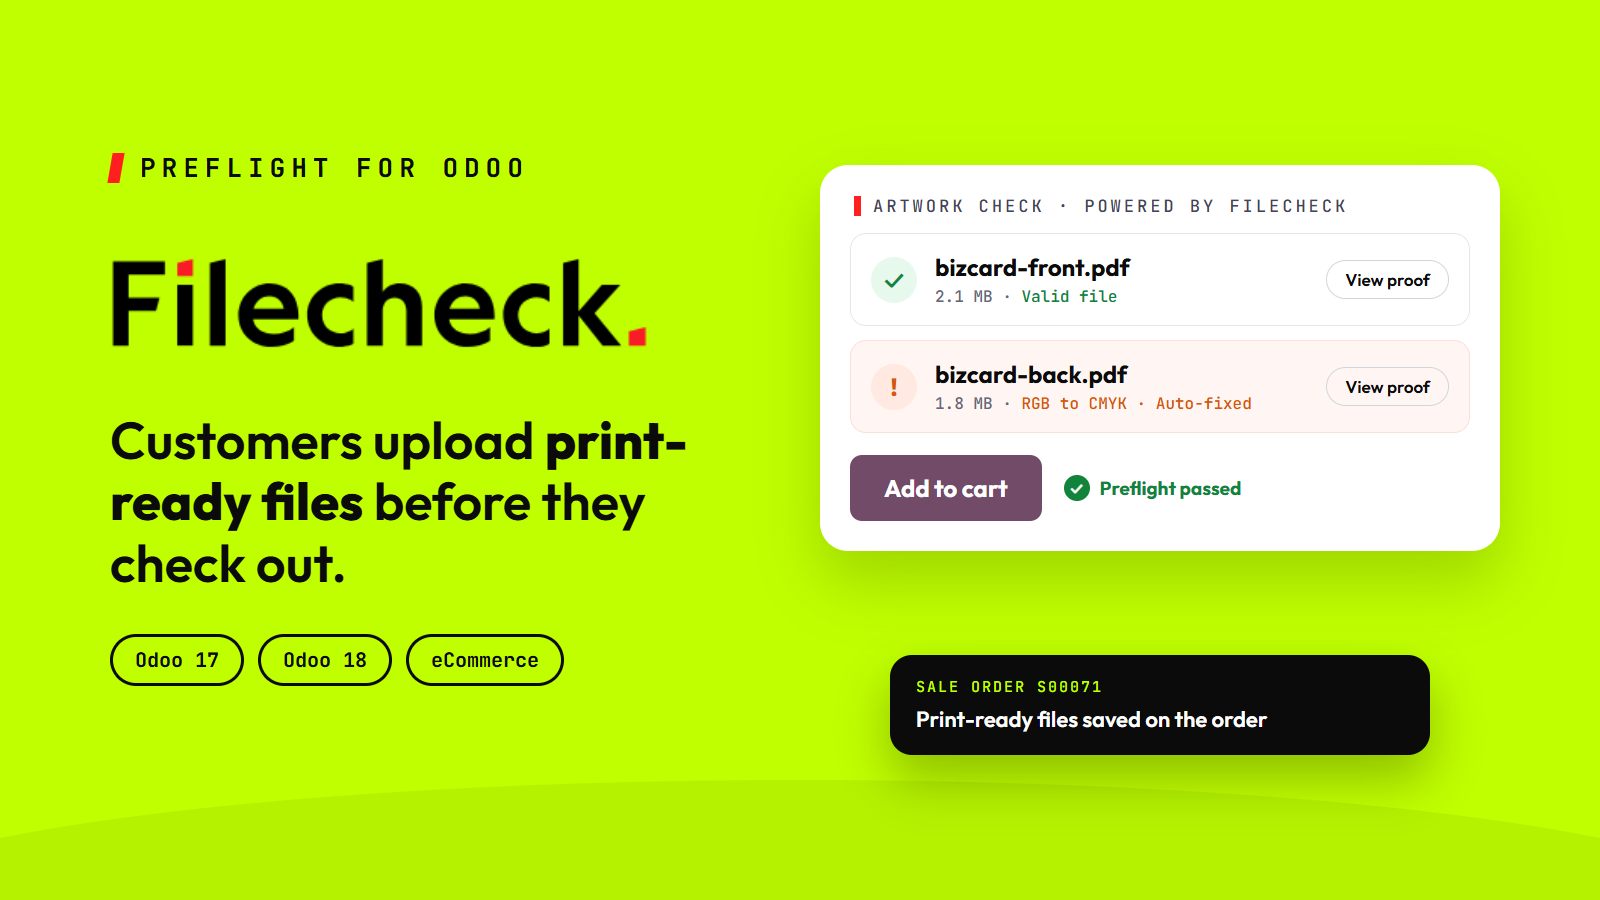 PREFLIGHT FOR ODOO
Filecheck.
Customers upload print-
ready files before they
check out.
Odoo 17
Odoo 18
eCommerce
ARTWORK CHECK · POWERED BY FILECHECK
bizcard-front.pdf
2.1 MB · Valid file
View proof
!
bizcard-back.pdf
1.8 MB · RGB to CMYK · Auto-fixed
View proof
Add to cart
Preflight passed
SALE ORDER S00071
Print-ready files saved on the order